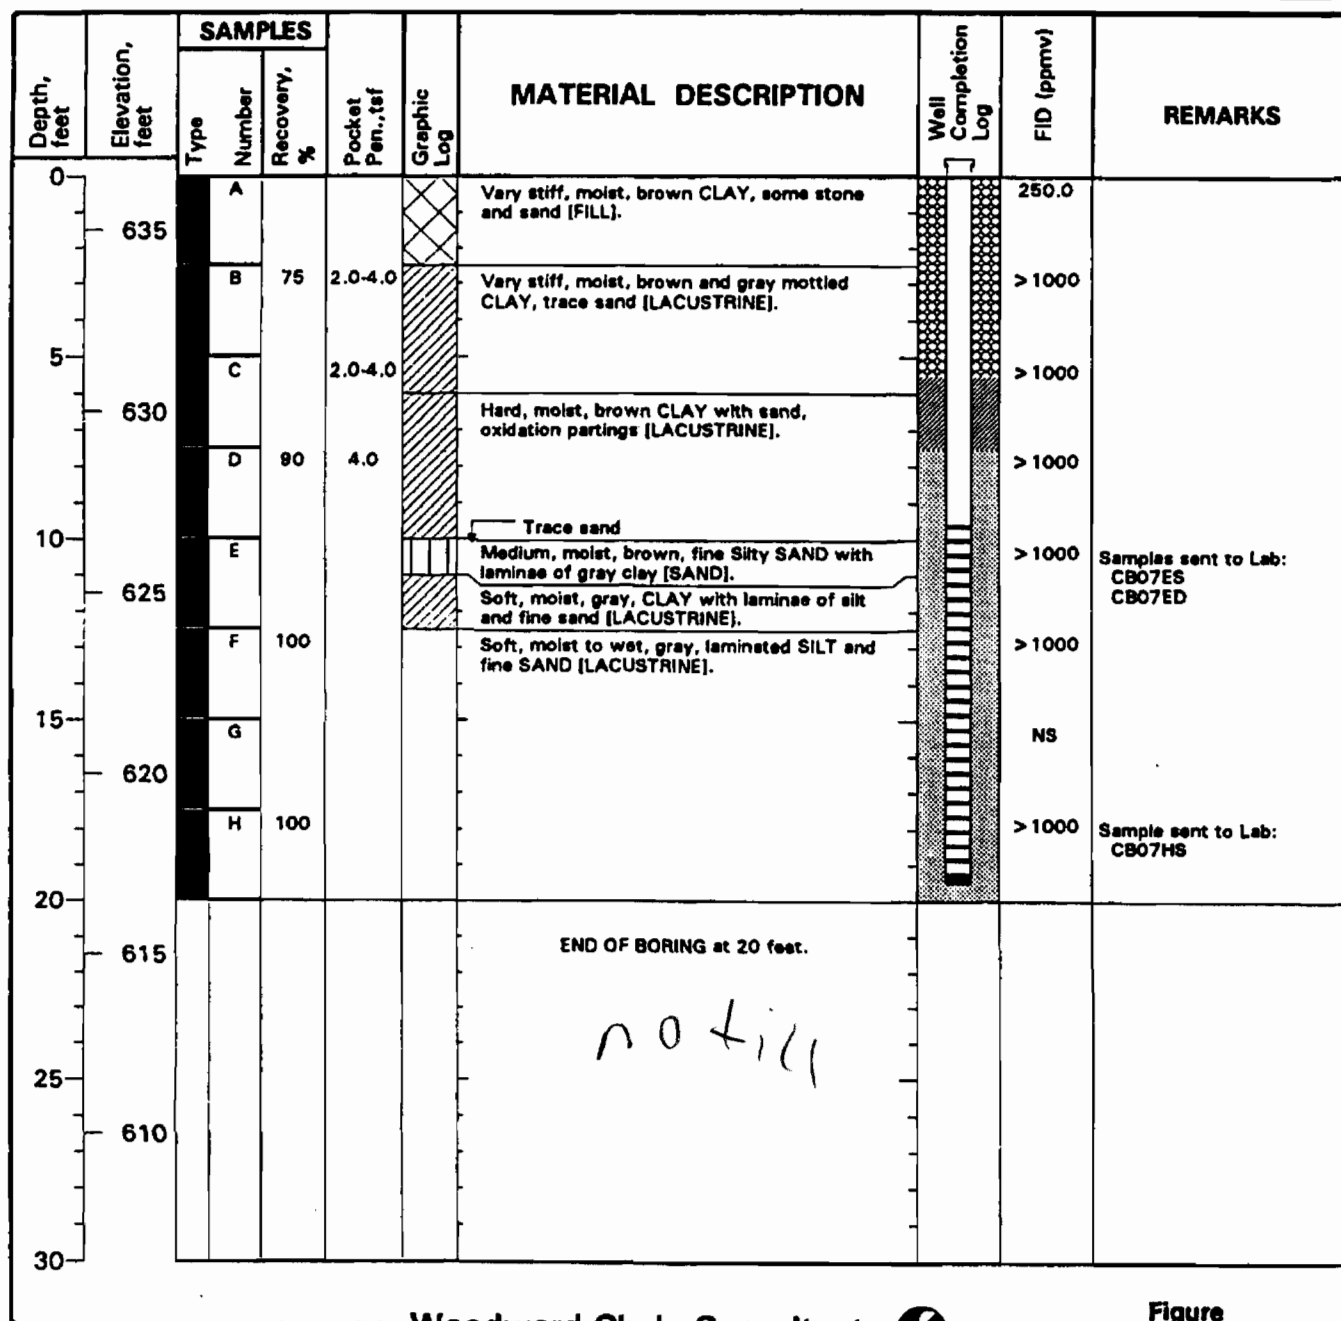 SAMPLES
Depth, feet
Elevation, feet
Type
Number
Recovery, %
Pocket Pen.,tsf
Graphic Log
MATERIAL DESCRIPTION
Well Completion Log
FID (ppmv)
REMARKS
0
A
Very stiff, moist, brown CLAY, some stone
and sand [FILL].
250.0
635
B 75 2.0-4.0
Very stiff, moist, brown and gray mottled
CLAY, trace sand [LACUSTRINE].
>1000
5
C 2.0-4.0
>1000
630
Hard, moist, brown CLAY with sand,
oxidation partings [LACUSTRINE].
D 90 4.0
>1000
Trace sand
10
E
Medium, moist, brown, fine Silty SAND with
laminae of gray clay [SAND].
>1000
Samples sent to Lab:
CB07ES
CB07ED
625
Soft, moist, gray, CLAY with laminae of silt
and fine sand [LACUSTRINE].
F 100
Soft, moist to wet, gray, laminated SILT and
fine SAND [LACUSTRINE].
>1000
15
G
NS
620
H 100
>1000
Sample sent to Lab:
CB07HS
20
615
END OF BORING at 20 feet.
no till
25
610
30
Figure